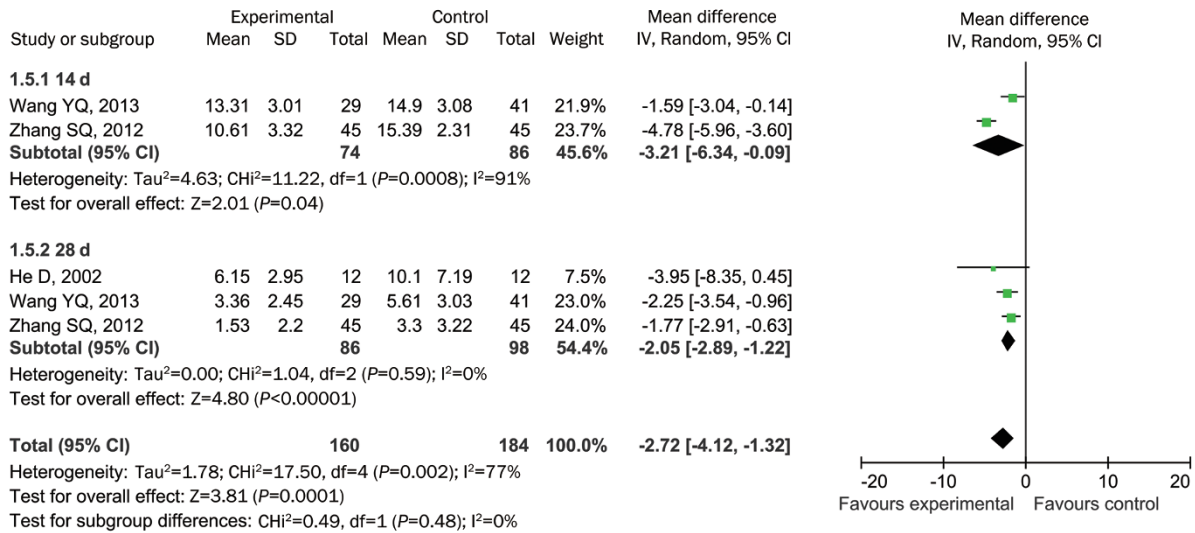 Experimental Control Mean difference Mean difference
Study or subgroup Mean SD Total Mean SD Total Weight IV, Random, 95% CI IV, Random, 95% CI
1.5.1 14 d
Wang YQ, 2013 13.31 3.01 29 14.9 3.08 41 21.9% -1.59 [-3.04, -0.14]
Zhang SQ, 2012 10.61 3.32 45 15.39 2.31 45 23.7% -4.78 [-5.96, -3.60]
Subtotal (95% CI) 74 86 45.6% -3.21 [-6.34, -0.09]
Heterogeneity: Tau²=4.63; CHi²=11.22, df=1 (P=0.0008); I²=91%
Test for overall effect: Z=2.01 (P=0.04)
1.5.2 28 d
He D, 2002 6.15 2.95 12 10.1 7.19 12 7.5% -3.95 [-8.35, 0.45]
Wang YQ, 2013 3.36 2.45 29 5.61 3.03 41 23.0% -2.25 [-3.54, -0.96]
Zhang SQ, 2012 1.53 2.2 45 3.3 3.22 45 24.0% -1.77 [-2.91, -0.63]
Subtotal (95% CI) 86 98 54.4% -2.05 [-2.89, -1.22]
Heterogeneity: Tau²=0.00; CHi²=1.04, df=2 (P=0.59); I²=0%
Test for overall effect: Z=4.80 (P<0.00001)
Total (95% CI) 160 184 100.0% -2.72 [-4.12, -1.32]
Heterogeneity: Tau²=1.78; CHi²=17.50, df=4 (P=0.002); I²=77%
Test for overall effect: Z=3.81 (P=0.0001)
Test for subgroup differences: CHi²=0.49, df=1 (P=0.48); I²=0%
-20 -10 0 10 20
Favours experimental Favours control